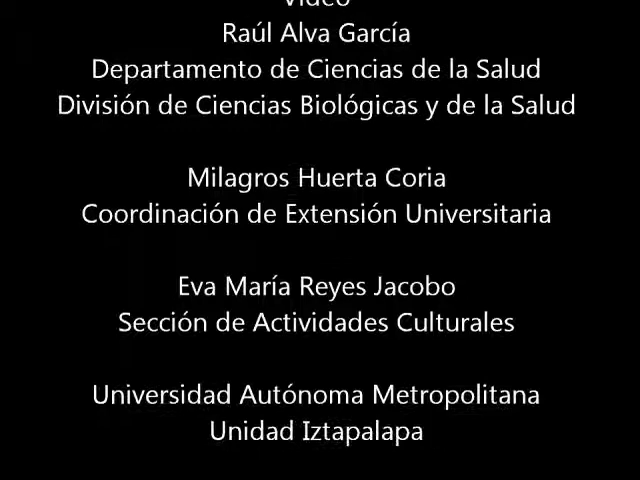 Video
Raúl Alva García
Departamento de Ciencias de la Salud
División de Ciencias Biológicas y de la Salud
Milagros Huerta Coria
Coordinación de Extensión Universitaria
Eva María Reyes Jacobo
Sección de Actividades Culturales
Universidad Autónoma Metropolitana
Unidad Iztapalapa